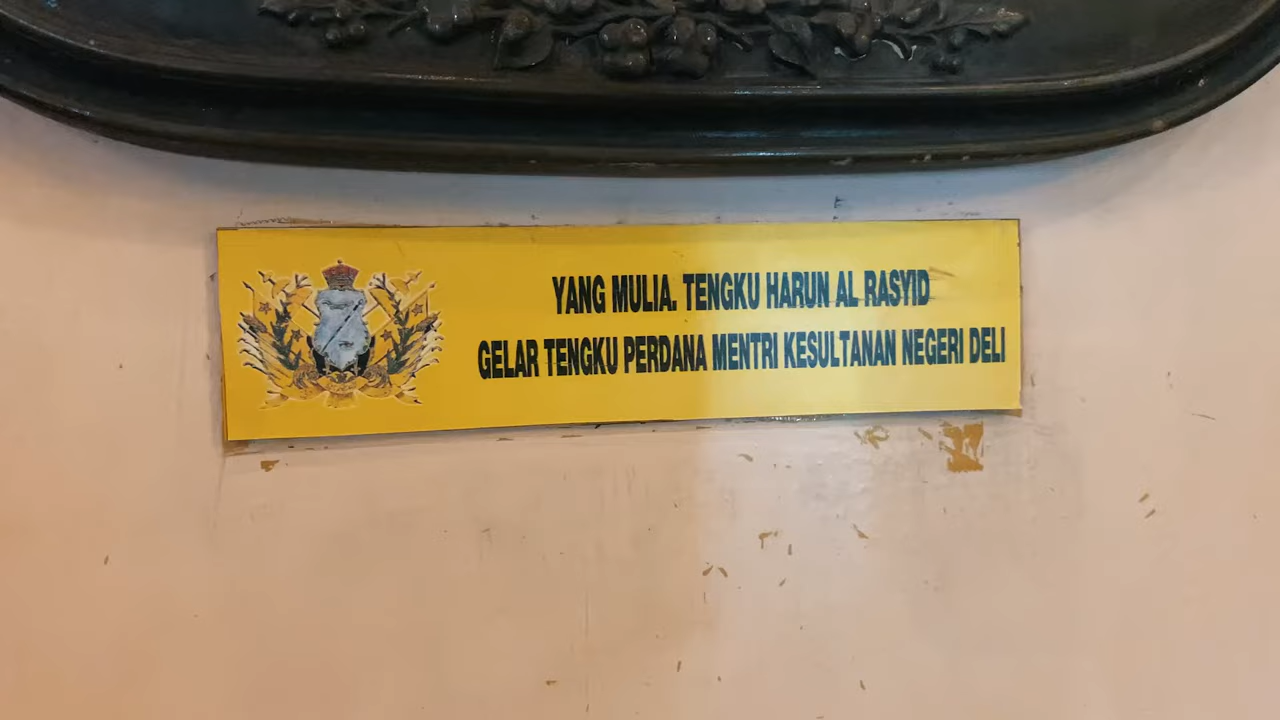 YANG MULIA. TENGKU HARUN AL RASYID
GELAR TENGKU PERDANA MENTRI KESULTANAN NEGERI DELI